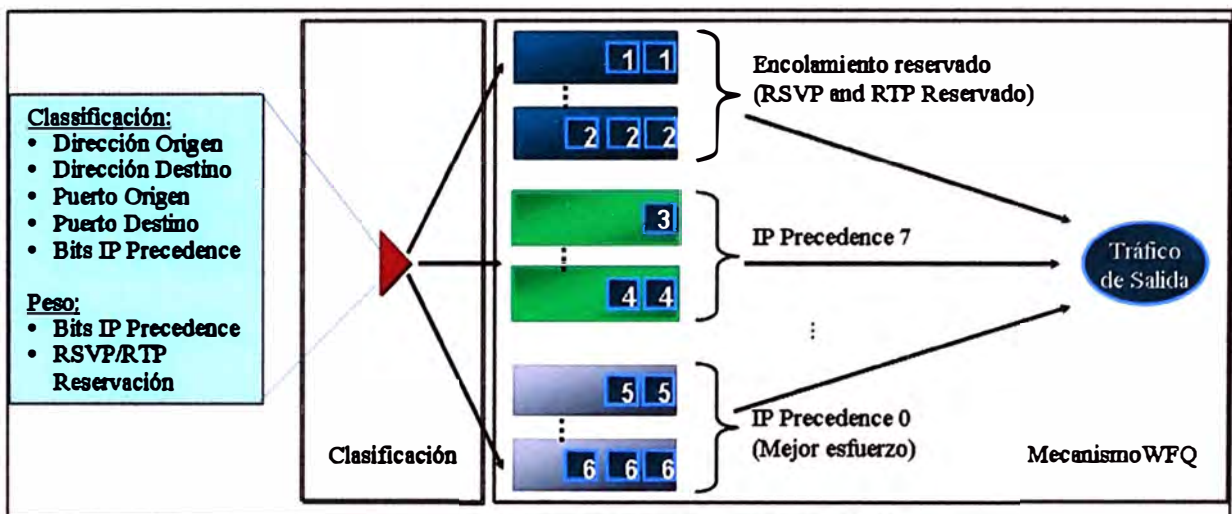 Classificación:
• Dirección Origen
• Dirección Destino
• Puerto Origen
• Puerto Destino
• Bits IP Precedence
Peso:
• Bits IP Precedence
• RSVP/RTP
Reservación
Clasificación
1 1
2 2 2
3
4 4
5 5
6 6 6
Encolamiento reservado
(RSVP and RTP Reservado)
IP Precedence 7
IP Precedence 0
(Mejor esfuerzo)
Tráfico
de Salida
MecanismoWFQ